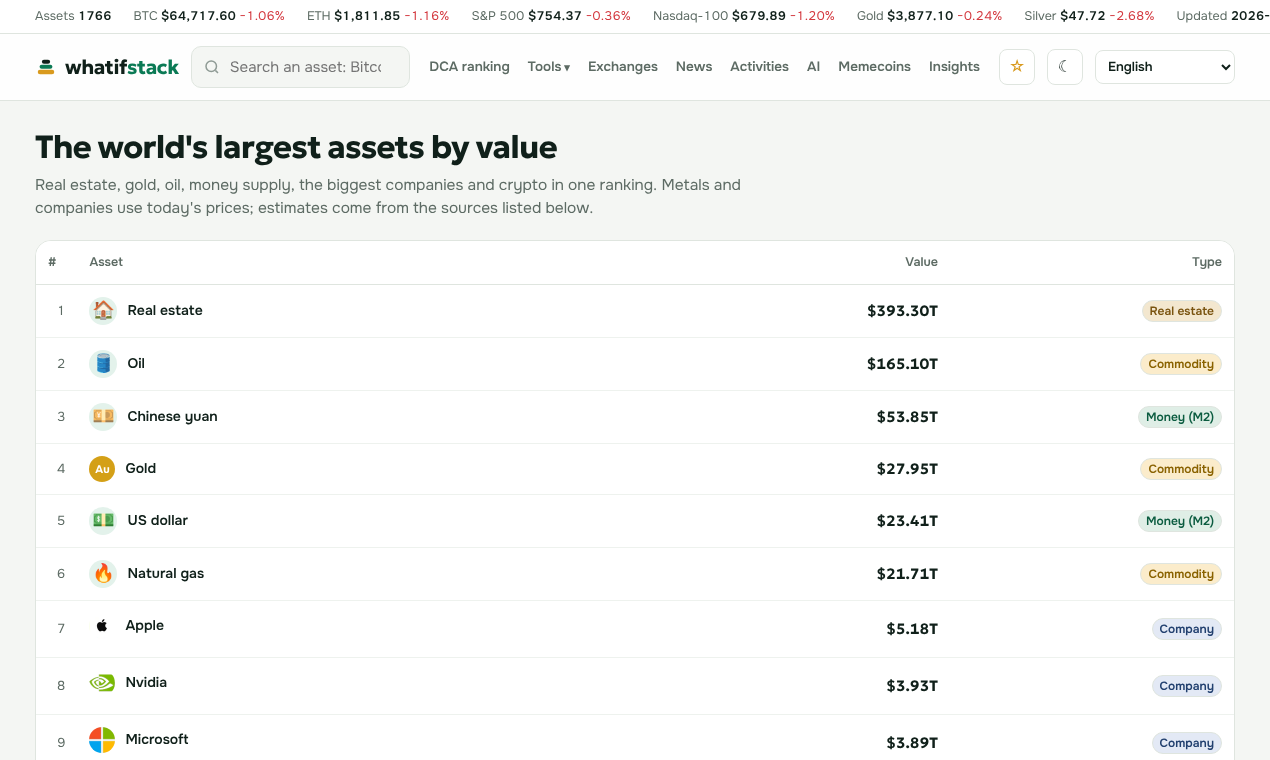 Assets 1766 BTC $64,717.60 -1.06% ETH $1,811.85 -1.16% S&P 500 $754.37 -0.36% Nasdaq-100 $679.89 -1.20% Gold $3,877.10 -0.24% Silver $47.72 -2.68% Updated 2026-
whatifstack Search an asset: Bitc DCA ranking Tools ▾ Exchanges News Activities AI Memecoins Insights ☆ ☾ English
The world's largest assets by value
Real estate, gold, oil, money supply, the biggest companies and crypto in one ranking. Metals and
companies use today's prices; estimates come from the sources listed below.
# Asset Value Type
1 Real estate $393.30T Real estate
2 Oil $165.10T Commodity
3 Chinese yuan $53.85T Money (M2)
4 Au Gold $27.95T Commodity
5 US dollar $23.41T Money (M2)
6 Natural gas $21.71T Commodity
7 Apple $5.18T Company
8 Nvidia $3.93T Company
9 Microsoft $3.89T Company